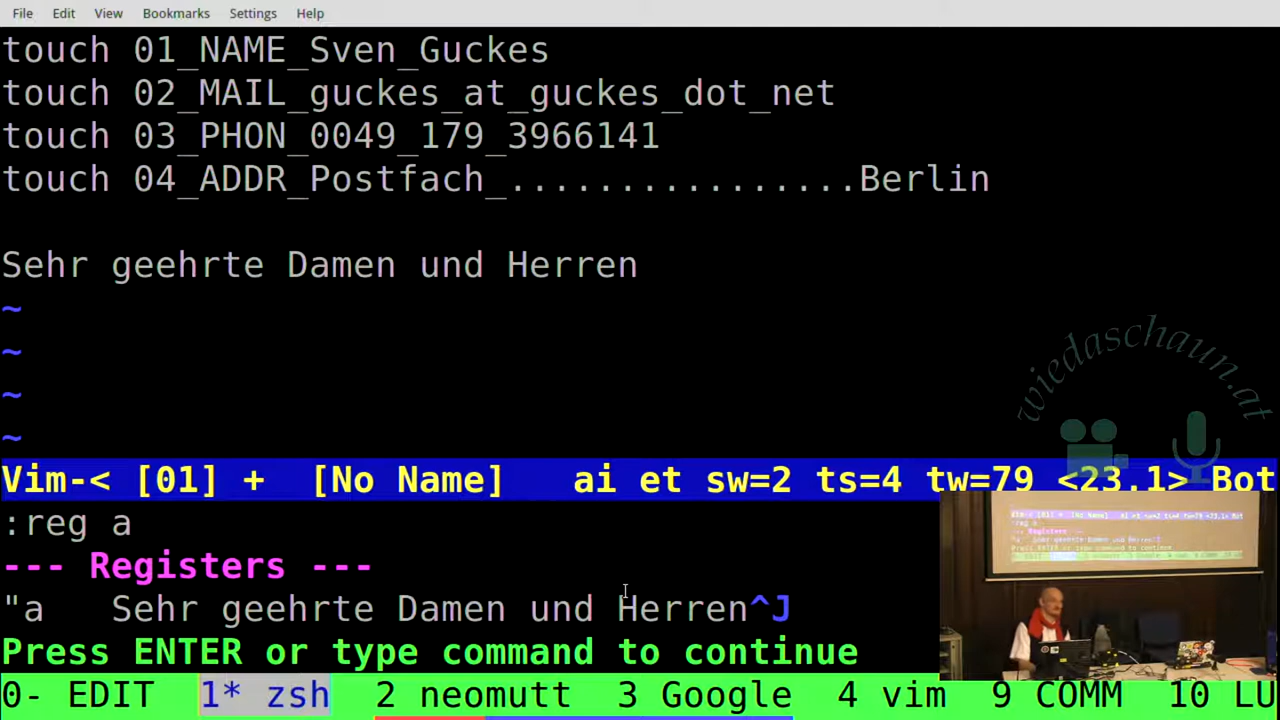 File Edit View Bookmarks Settings Help
touch 01_NAME_Sven_Guckes
touch 02_MAIL_guckes_at_guckes_dot_net
touch 03_PHON_0049_179_3966141
touch 04_ADDR_Postfach_................Berlin
Sehr geehrte Damen und Herren
~
~
~
~
wiedaschaun.at
Vim-< [01] + [No Name] ai et sw=2 ts=4 tw=79 <23.1> Bot
:reg a
--- Registers ---
"a Sehr geehrte Damen und Herren^J
Press ENTER or type command to continue
0- EDIT 1* zsh 2 neomutt 3 Google 4 vim 9 COMM 10 LU